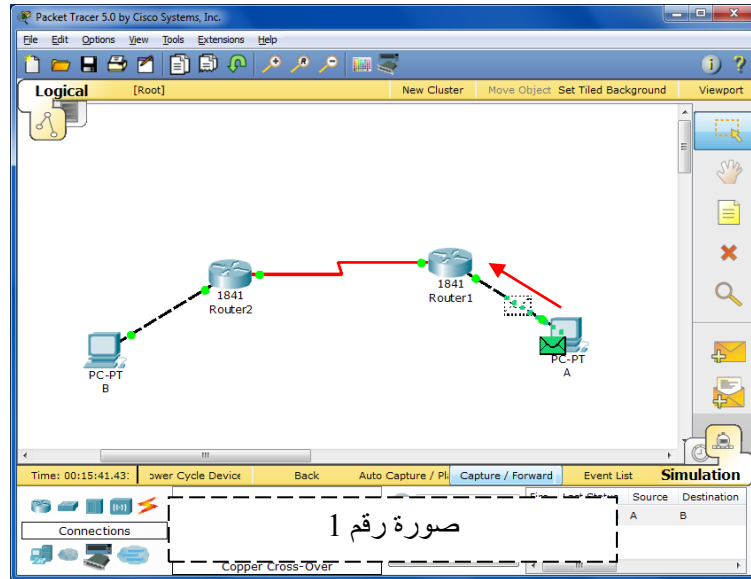 Packet Tracer 5.0 by Cisco Systems, Inc.
File Edit Options View Tools Extensions Help
Logical [Root] New Cluster Move Object Set Tiled Background Viewport
1841
Router2
1841
Router1
PC-PT
B
PC-PT
A
Time: 00:15:41.43 ower Cycle Device Back Auto Capture / Pl Capture / Forward Event List Simulation
Last Status Source Destination
A B
Connections
صورة رقم 1
Copper Cross-Over